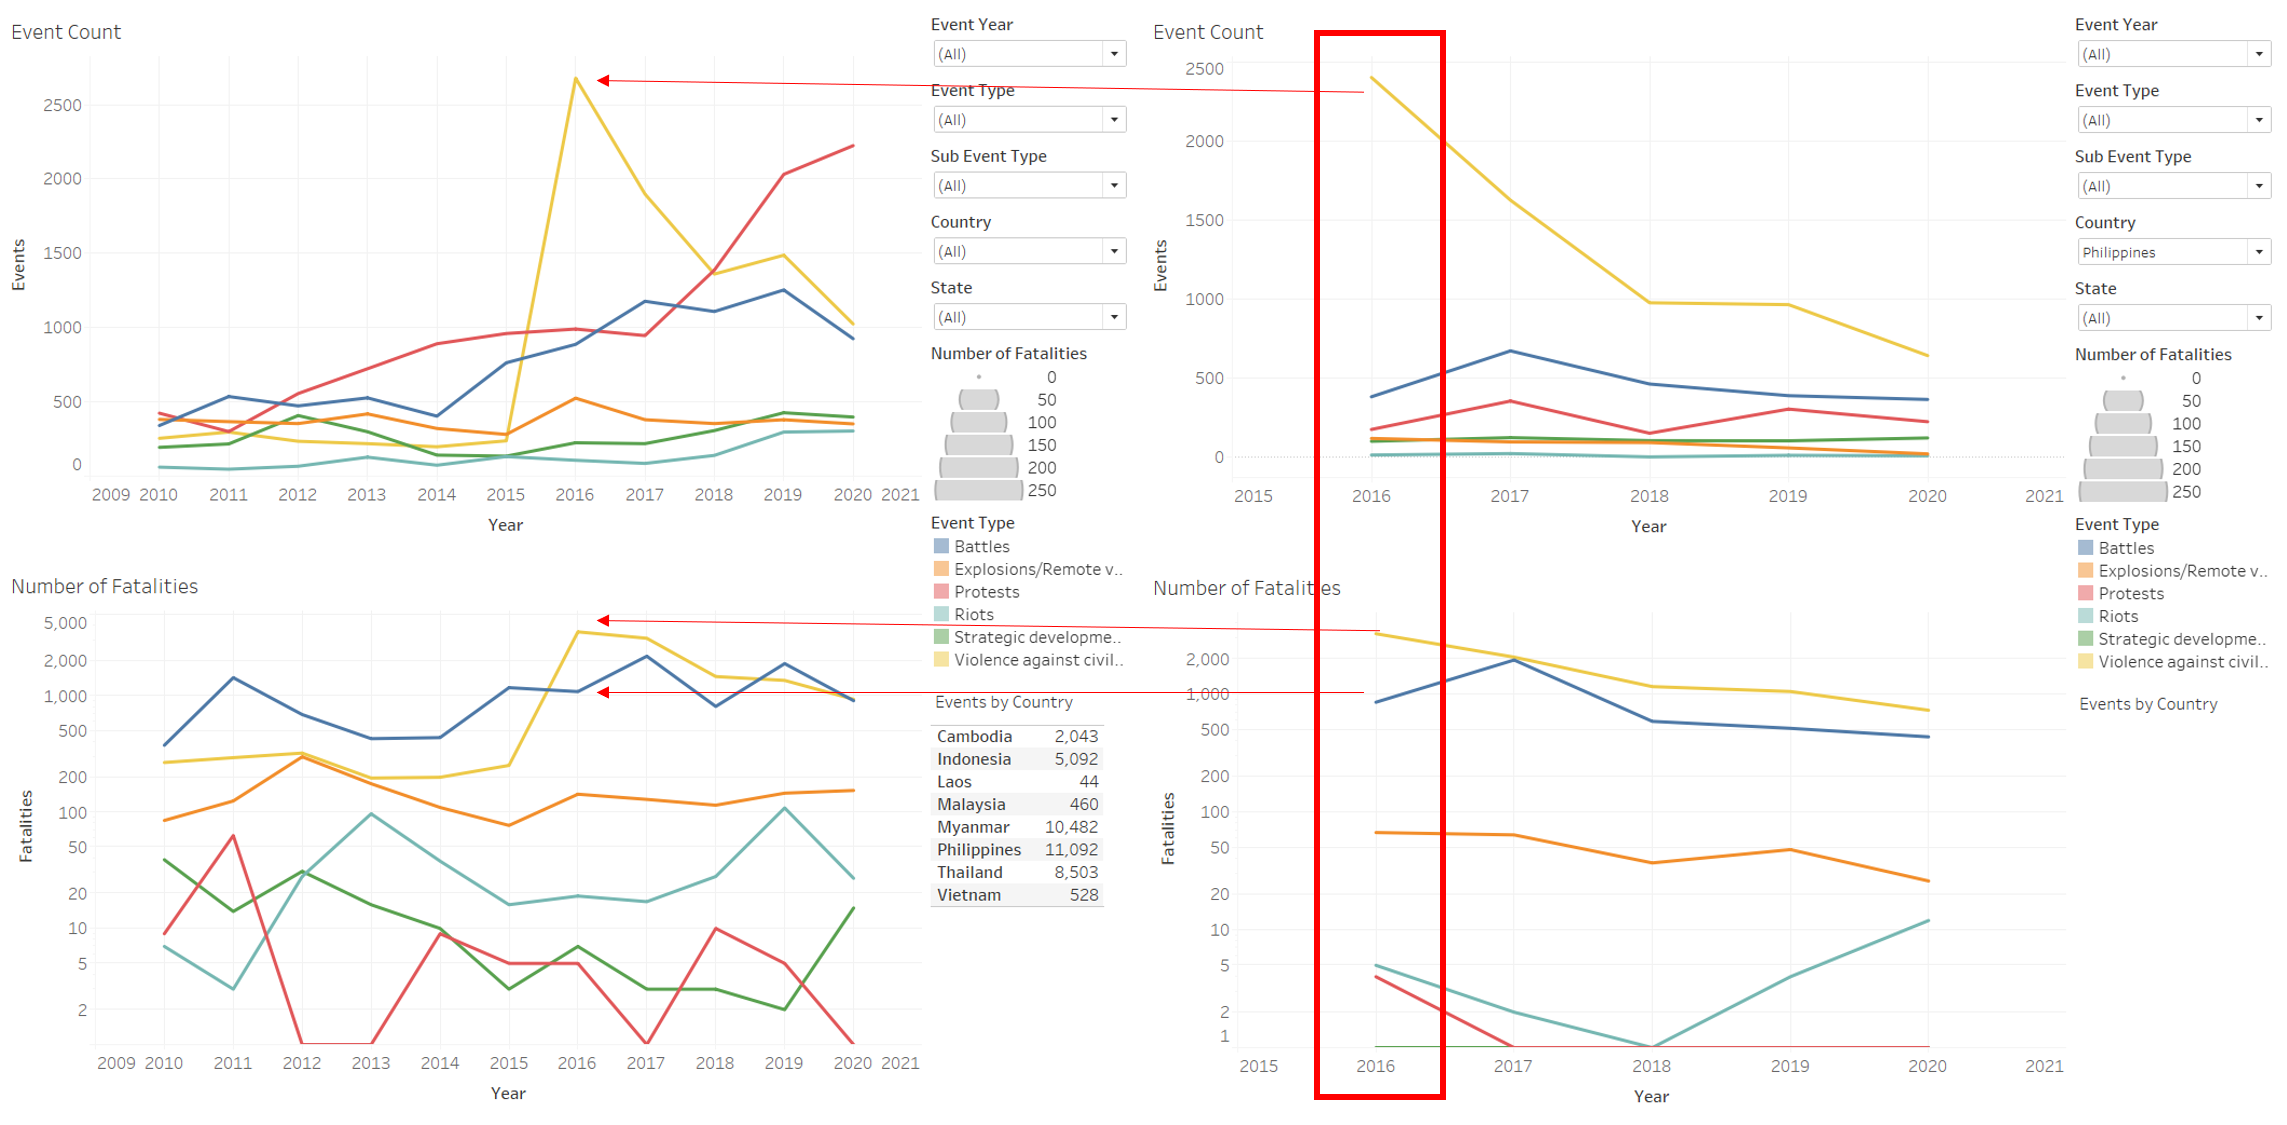 Event Count
Events
2500
2000
1500
1000
500
0
2009 2010 2011 2012 2013 2014 2015 2016 2017 2018 2019 2020 2021
Year
Number of Fatalities
Fatalities
5,000
2,000
1,000
500
200
100
50
20
10
5
2
2009 2010 2011 2012 2013 2014 2015 2016 2017 2018 2019 2020 2021
Year
Event Year
(All)
Event Type
(All)
Sub Event Type
(All)
Country
(All)
State
(All)
Number of Fatalities
0
50
100
150
200
250
Event Type
Battles
Explosions/Remote v..
Protests
Riots
Strategic developme..
Violence against civil..
Events by Country
Cambodia 2,043
Indonesia 5,092
Laos 44
Malaysia 460
Myanmar 10,482
Philippines 11,092
Thailand 8,503
Vietnam 528
Event Count
Events
2500
2000
1500
1000
500
0
2015 2016 2017 2018 2019 2020 2021
Year
Number of Fatalities
Fatalities
2,000
1,000
500
200
100
50
20
10
5
2
1
2015 2016 2017 2018 2019 2020 2021
Year
Event Year
(All)
Event Type
(All)
Sub Event Type
(All)
Country
Philippines
State
(All)
Number of Fatalities
0
50
100
150
200
250
Event Type
Battles
Explosions/Remote v..
Protests
Riots
Strategic developme..
Violence against civil..
Events by Country